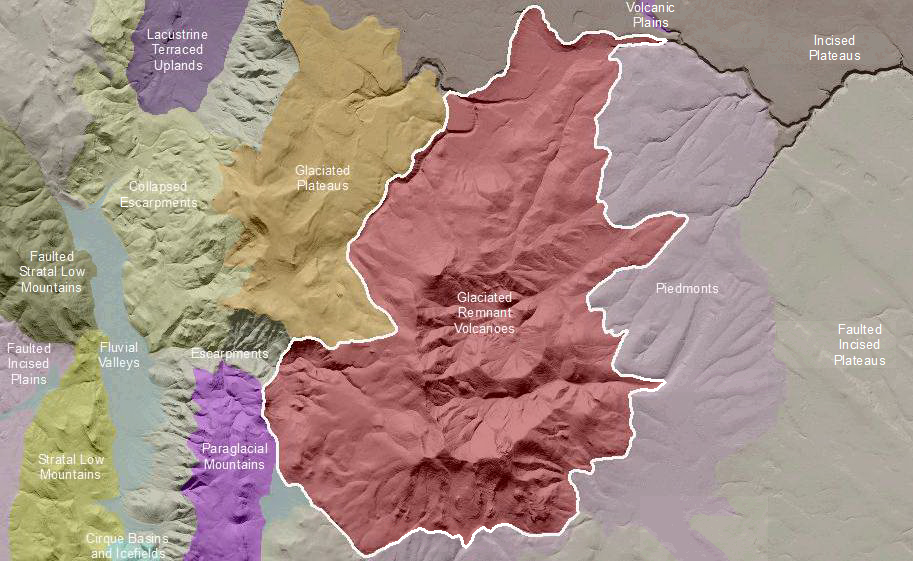 Volcanic
Plains
Lacustrine
Terraced
Uplands
Incised
Plateaus
Glaciated
Plateaus
Collapsed
Escarpments
Faulted
Stratal Low
Mountains
Piedmonts
Glaciated
Remnant
Volcanoes
Faulted
Incised
Plateaus
Faulted
Incised
Plains
Fluvial
Valleys
Escarpments
Paraglacial
Mountains
Stratal Low
Mountains
Cirque Basins
and Icefields